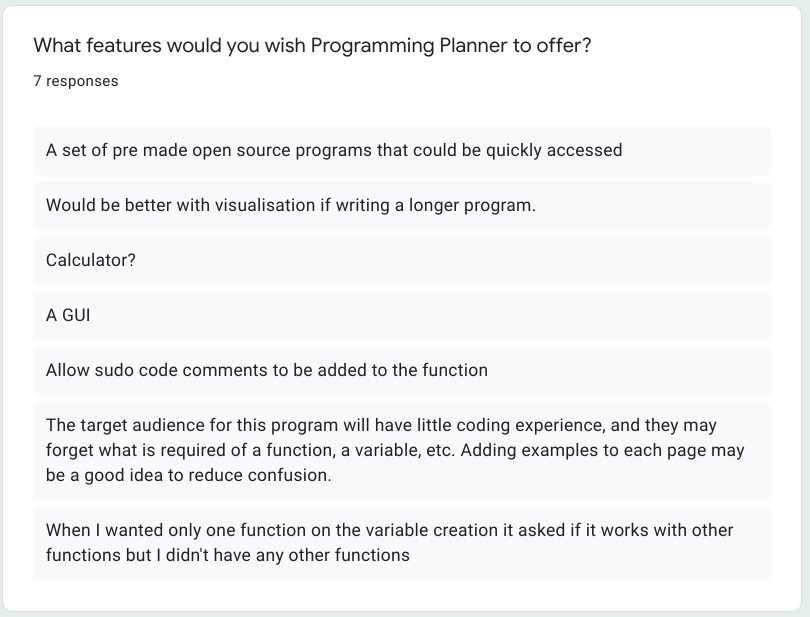 What features would you wish Programming Planner to offer?
7 responses
A set of pre made open source programs that could be quickly accessed
Would be better with visualisation if writing a longer program.
Calculator?
A GUI
Allow sudo code comments to be added to the function
The target audience for this program will have little coding experience, and they may
forget what is required of a function, a variable, etc. Adding examples to each page may
be a good idea to reduce confusion.
When I wanted only one function on the variable creation it asked if it works with other
functions but I didn't have any other functions